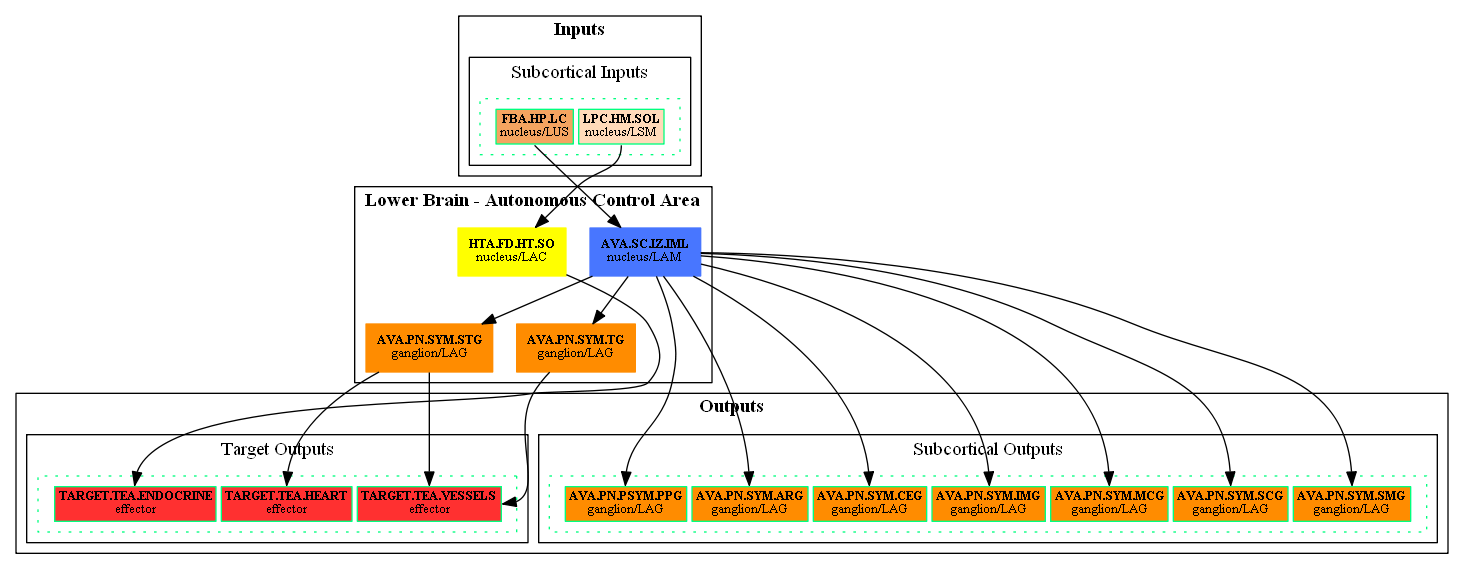 Inputs
Subcortical Inputs
FBA.HP.LC
nucleus/LUS
LPC.HM.SOL
nucleus/LSM
Lower Brain - Autonomous Control Area
HTA.FD.HT.SO
nucleus/LAC
AVA.SC.IZ.IML
nucleus/LAM
AVA.PN.SYM.STG
ganglion/LAG
AVA.PN.SYM.TG
ganglion/LAG
Outputs
Target Outputs
TARGET.TEA.ENDOCRINE
effector
TARGET.TEA.HEART
effector
TARGET.TEA.VESSELS
effector
Subcortical Outputs
AVA.PN.PSYM.PPG
ganglion/LAG
AVA.PN.SYM.ARG
ganglion/LAG
AVA.PN.SYM.CEG
ganglion/LAG
AVA.PN.SYM.IMG
ganglion/LAG
AVA.PN.SYM.MCG
ganglion/LAG
AVA.PN.SYM.SCG
ganglion/LAG
AVA.PN.SYM.SMG
ganglion/LAG